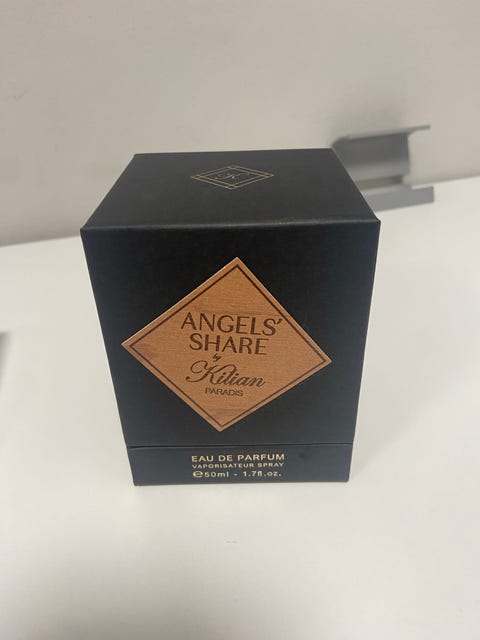 ANGELS'
SHARE
by
Kilian
PARADIS
EAU DE PARFUM
VAPORISATEUR SPRAY
℮50ml - 1.7fl.oz.